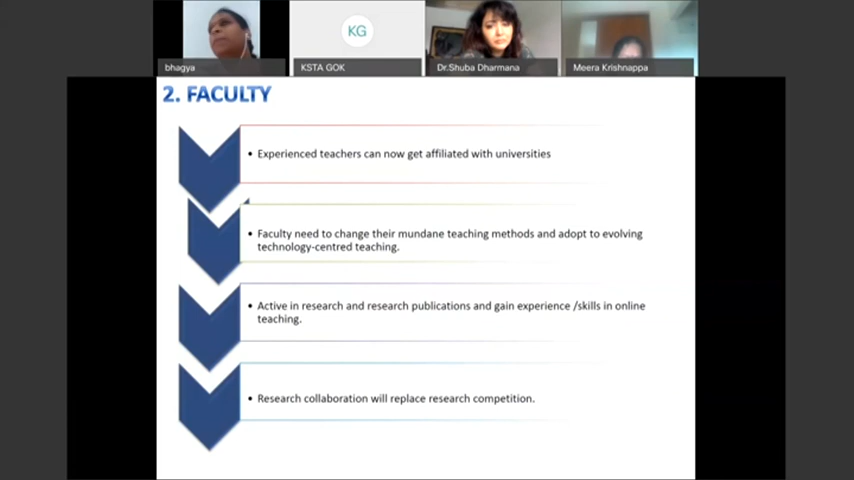 KG
bhagya
KSTA GOK
Dr.Shuba Dharmana
Meera Krishnappa
2. FACULTY
• Experienced teachers can now get affiliated with universities
• Faculty need to change their mundane teaching methods and adopt to evolving
technology-centred teaching.
• Active in research and research publications and gain experience /skills in online
teaching.
• Research collaboration will replace research competition.